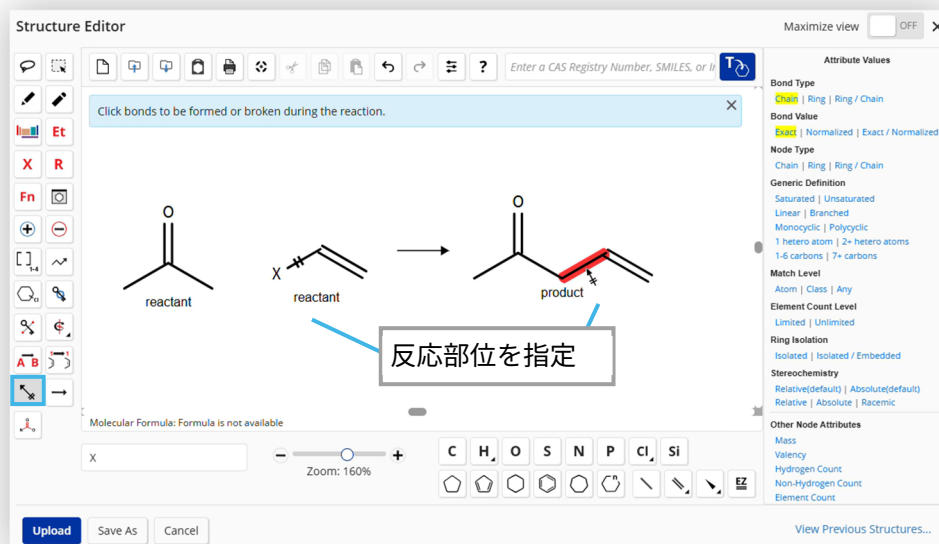 Structure Editor
Maximize view OFF
Et
X R
Fn
1-4
A B
Enter a CAS Registry Number, SMILES, or I
Click bonds to be formed or broken during the reaction.
O
reactant
X
reactant
O
product
反応部位を指定
Molecular Formula: Formula is not available
X
Zoom: 160%
C H O S N P Cl Si
n
EZ
Attribute Values
Bond Type
Chain | Ring | Ring / Chain
Bond Value
Exact | Normalized | Exact / Normalized
Node Type
Chain | Ring | Ring / Chain
Generic Definition
Saturated | Unsaturated
Linear | Branched
Monocyclic | Polycyclic
1 hetero atom | 2+ hetero atoms
1-6 carbons | 7+ carbons
Match Level
Atom | Class | Any
Element Count Level
Limited | Unlimited
Ring Isolation
Isolated | Isolated / Embedded
Stereochemistry
Relative(default) | Absolute(default)
Relative | Absolute | Racemic
Other Node Attributes
Mass
Valency
Hydrogen Count
Non-Hydrogen Count
Element Count
Upload Save As Cancel
View Previous Structures...